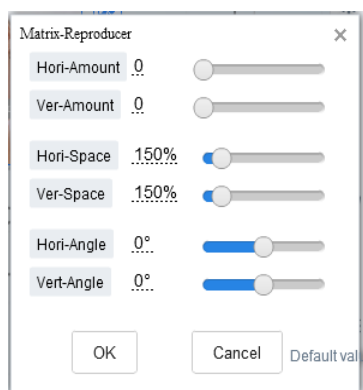 Matrix-Reproducer ×
Hori-Amount 0
Ver-Amount 0
Hori-Space 150%
Ver-Space 150%
Hori-Angle 0°
Vert-Angle 0°
OK Cancel Default val